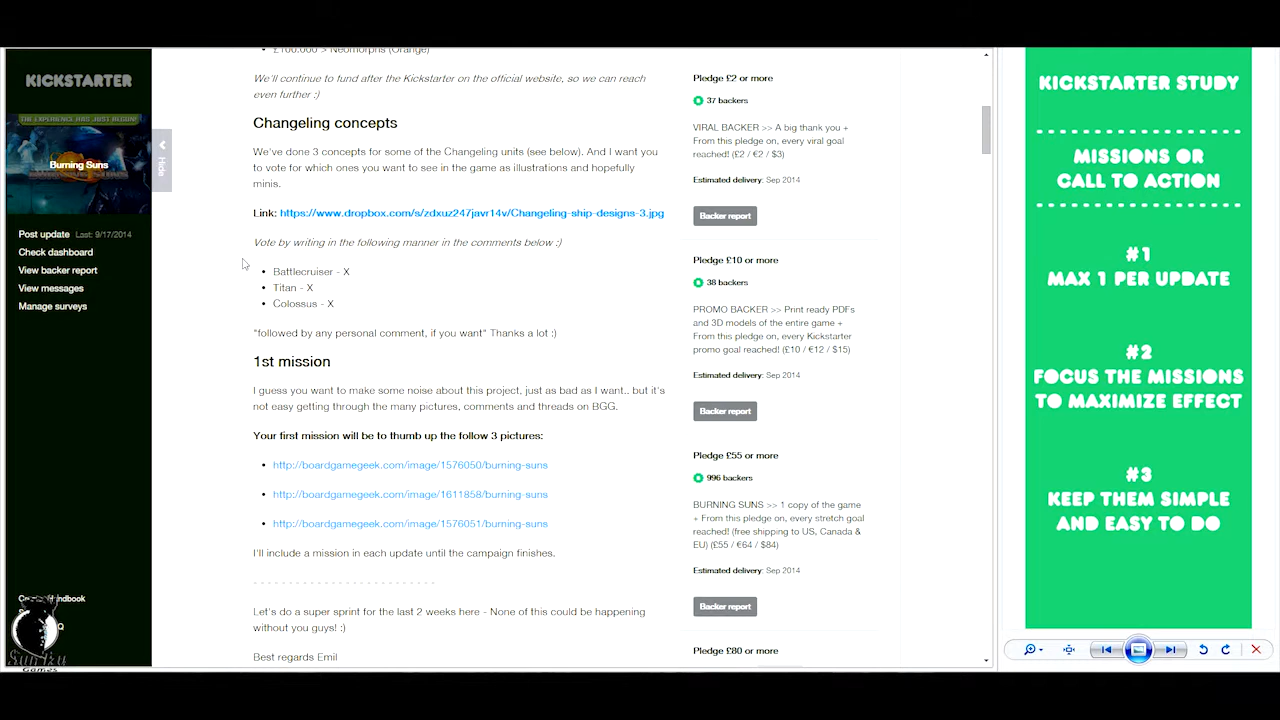 £100.000 > Neomorphs (Orange)
We'll continue to fund after the Kickstarter on the official website, so we can reach
even further :)
Changeling concepts
We've done 3 concepts for some of the Changeling units (see below). And I want you
to vote for which ones you want to see in the game as illustrations and hopefully
minis.
Link: https://www.dropbox.com/s/zdxuz247javr14v/Changeling-ship-designs-3.jpg
Vote by writing in the following manner in the comments below :)
Battlecruiser - X
Titan - X
Colossus - X
"followed by any personal comment, if you want" Thanks a lot :)
1st mission
I guess you want to make some noise about this project, just as bad as I want.. but it's
not easy getting through the many pictures, comments and threads on BGG.
Your first mission will be to thumb up the follow 3 pictures:
http://boardgamegeek.com/image/1576050/burning-suns
http://boardgamegeek.com/image/1611858/burning-suns
http://boardgamegeek.com/image/1576051/burning-suns
I'll include a mission in each update until the campaign finishes.
- - - - - - - - - - - - - - - - - - - - - - - - - -
Let's do a super sprint for the last 2 weeks here - None of this could be happening
without you guys! :)
Best regards Emil
KICKSTARTER
THE EXPERIENCE HAS JUST BEGUN!
Burning Suns
Hide
Post update Last: 9/17/2014
Check dashboard
View backer report
View messages
Manage surveys
Games
Pledge £2 or more
37 backers
VIRAL BACKER >> A big thank you +
From this pledge on, every viral goal
reached! (£2 / €2 / $3)
Estimated delivery: Sep 2014
Backer report
Pledge £10 or more
38 backers
PROMO BACKER >> Print ready PDFs
and 3D models of the entire game +
From this pledge on, every Kickstarter
promo goal reached! (£10 / €12 / $15)
Estimated delivery: Sep 2014
Backer report
Pledge £55 or more
996 backers
BURNING SUNS >> 1 copy of the game
+ From this pledge on, every stretch goal
reached! (free shipping to US, Canada &
EU) (£55 / €64 / $84)
Estimated delivery: Sep 2014
Backer report
Pledge £80 or more
KICKSTARTER STUDY
MISSIONS OR
CALL TO ACTION
#1
MAX 1 PER UPDATE
#2
FOCUS THE MISSIONS
TO MAXIMIZE EFFECT
#3
KEEP THEM SIMPLE
AND EASY TO DO